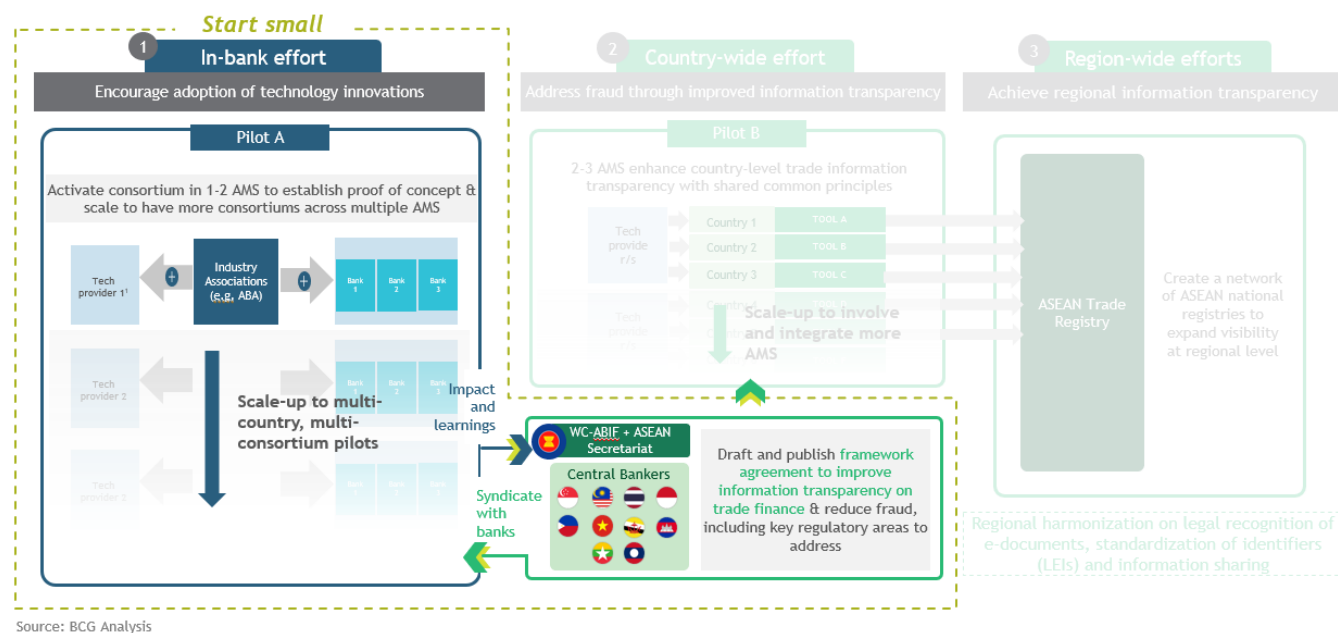 Start small
1
In-bank effort
Encourage adoption of technology innovations
Pilot A
Activate consortium in 1-2 AMS to establish proof of concept &
scale to have more consortiums across multiple AMS
Tech
provider 1¹
Industry
Associations
(e.g. ABA)
Bank
1
Bank
2
Bank
3
Tech
provider 2
Bank
1
Bank
2
Bank
3
Scale-up to multi-
country, multi-
consortium pilots
Tech
Impact
and
learnings
Syndicate
with
banks
2
Country-wide effort
Address fraud through improved information transparency
Pilot B
2-3 AMS enhance country-level trade information
transparency with shared common principles
Tech
provide
r/s
Country 1
TOOL A
Country 2
TOOL B
Country 3
TOOL C
Tech
Scale-up to involve
and integrate more
AMS
WC-ABIF + ASEAN
Secretariat
Central Bankers
Draft and publish framework
agreement to improve
information transparency on
trade finance & reduce fraud,
including key regulatory areas to
address
3
Region-wide efforts
Achieve regional information transparency
ASEAN Trade
Registry
Create a network
of ASEAN national
registries to
expand visibility
at regional level
Regional harmonization on legal recognition of
e-documents, standardization of identifiers
(LEIs) and information sharing
Source: BCG Analysis